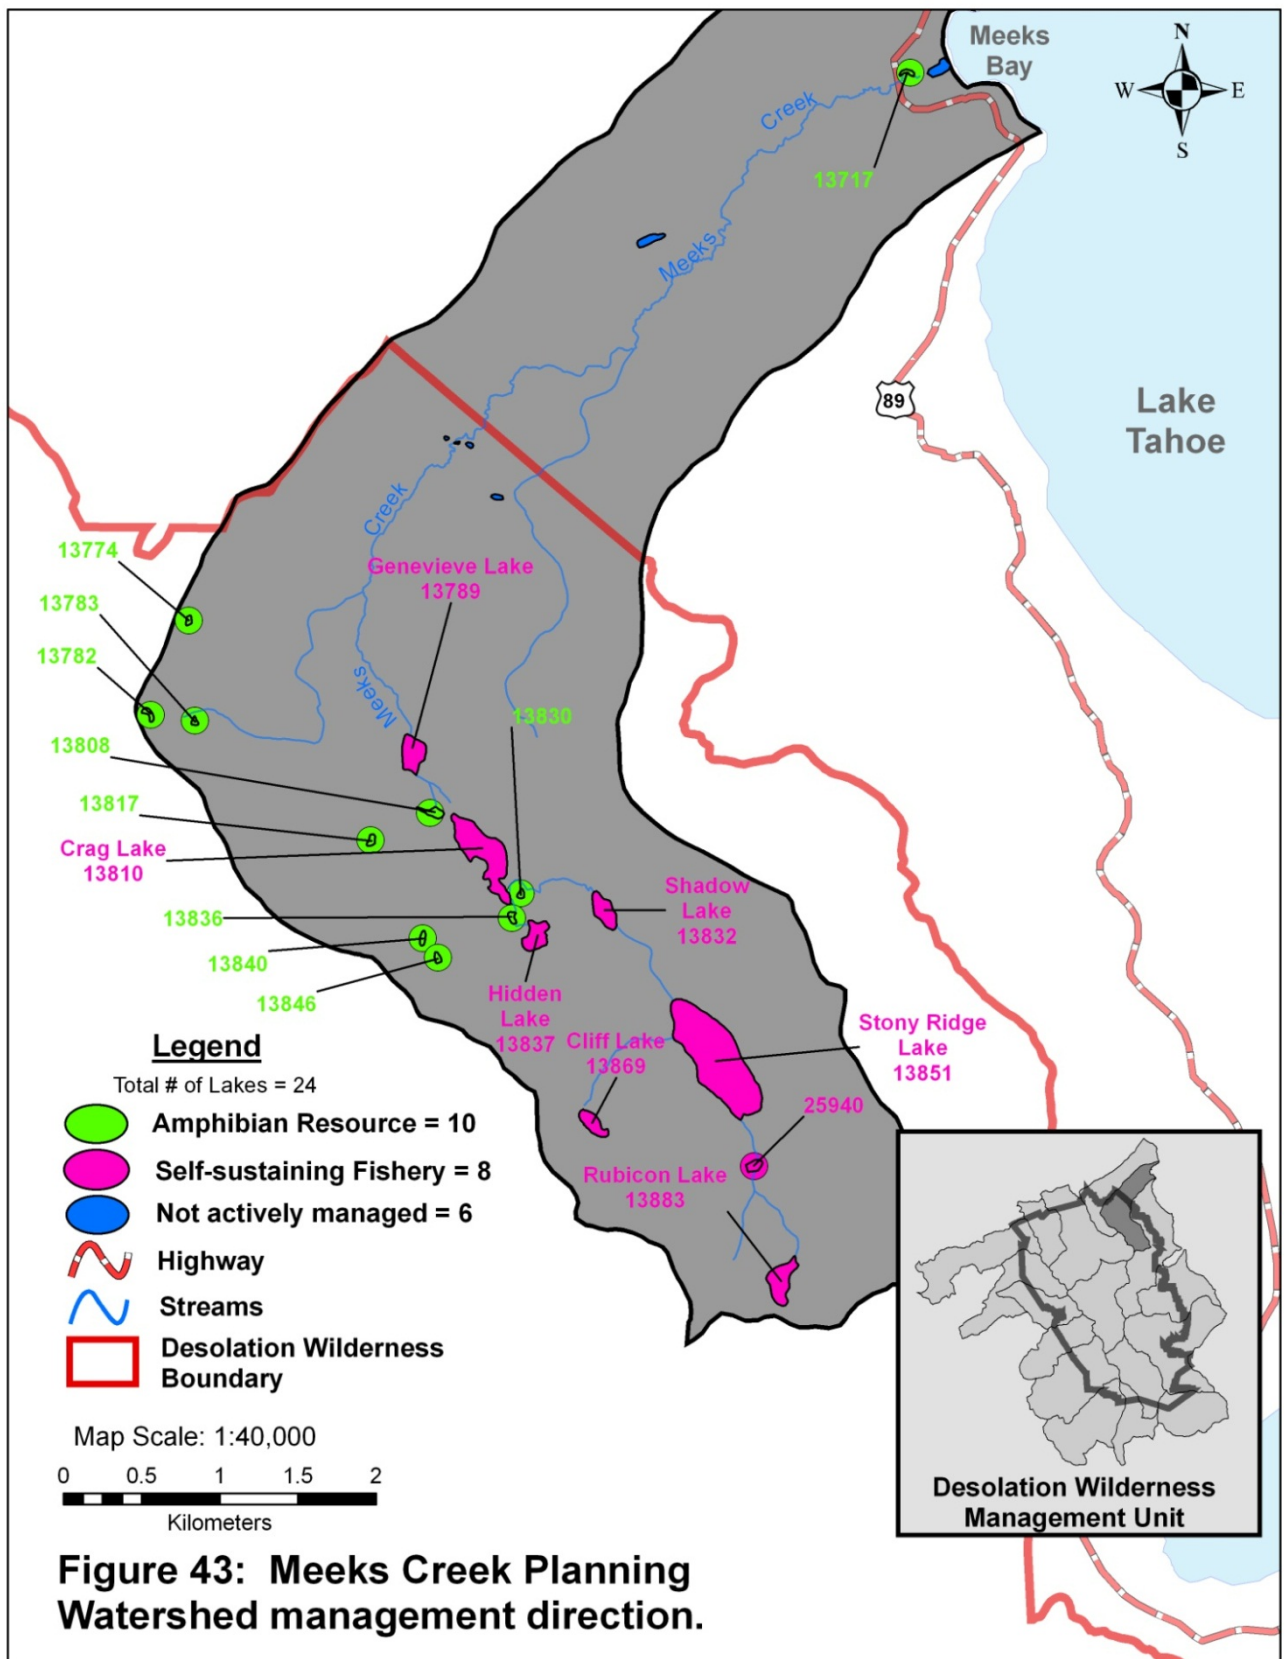 Meeks
Bay
N
W
E
S
Creek
13717
Meeks
89
Lake
Tahoe
Creek
13774
Genevieve Lake
13789
13783
13782
Meeks
13830
13808
13817
Crag Lake
13810
Shadow
Lake
13832
13836
13840
13846
Hidden
Lake
13837
Cliff Lake
13869
Stony Ridge
Lake
13851
25940
Rubicon Lake
13883
Legend
Total # of Lakes = 24
Amphibian Resource = 10
Self-sustaining Fishery = 8
Not actively managed = 6
Highway
Streams
Desolation Wilderness
Boundary
Map Scale: 1:40,000
0 0.5 1 1.5 2
Kilometers
Desolation Wilderness
Management Unit
Figure 43: Meeks Creek Planning
Watershed management direction.